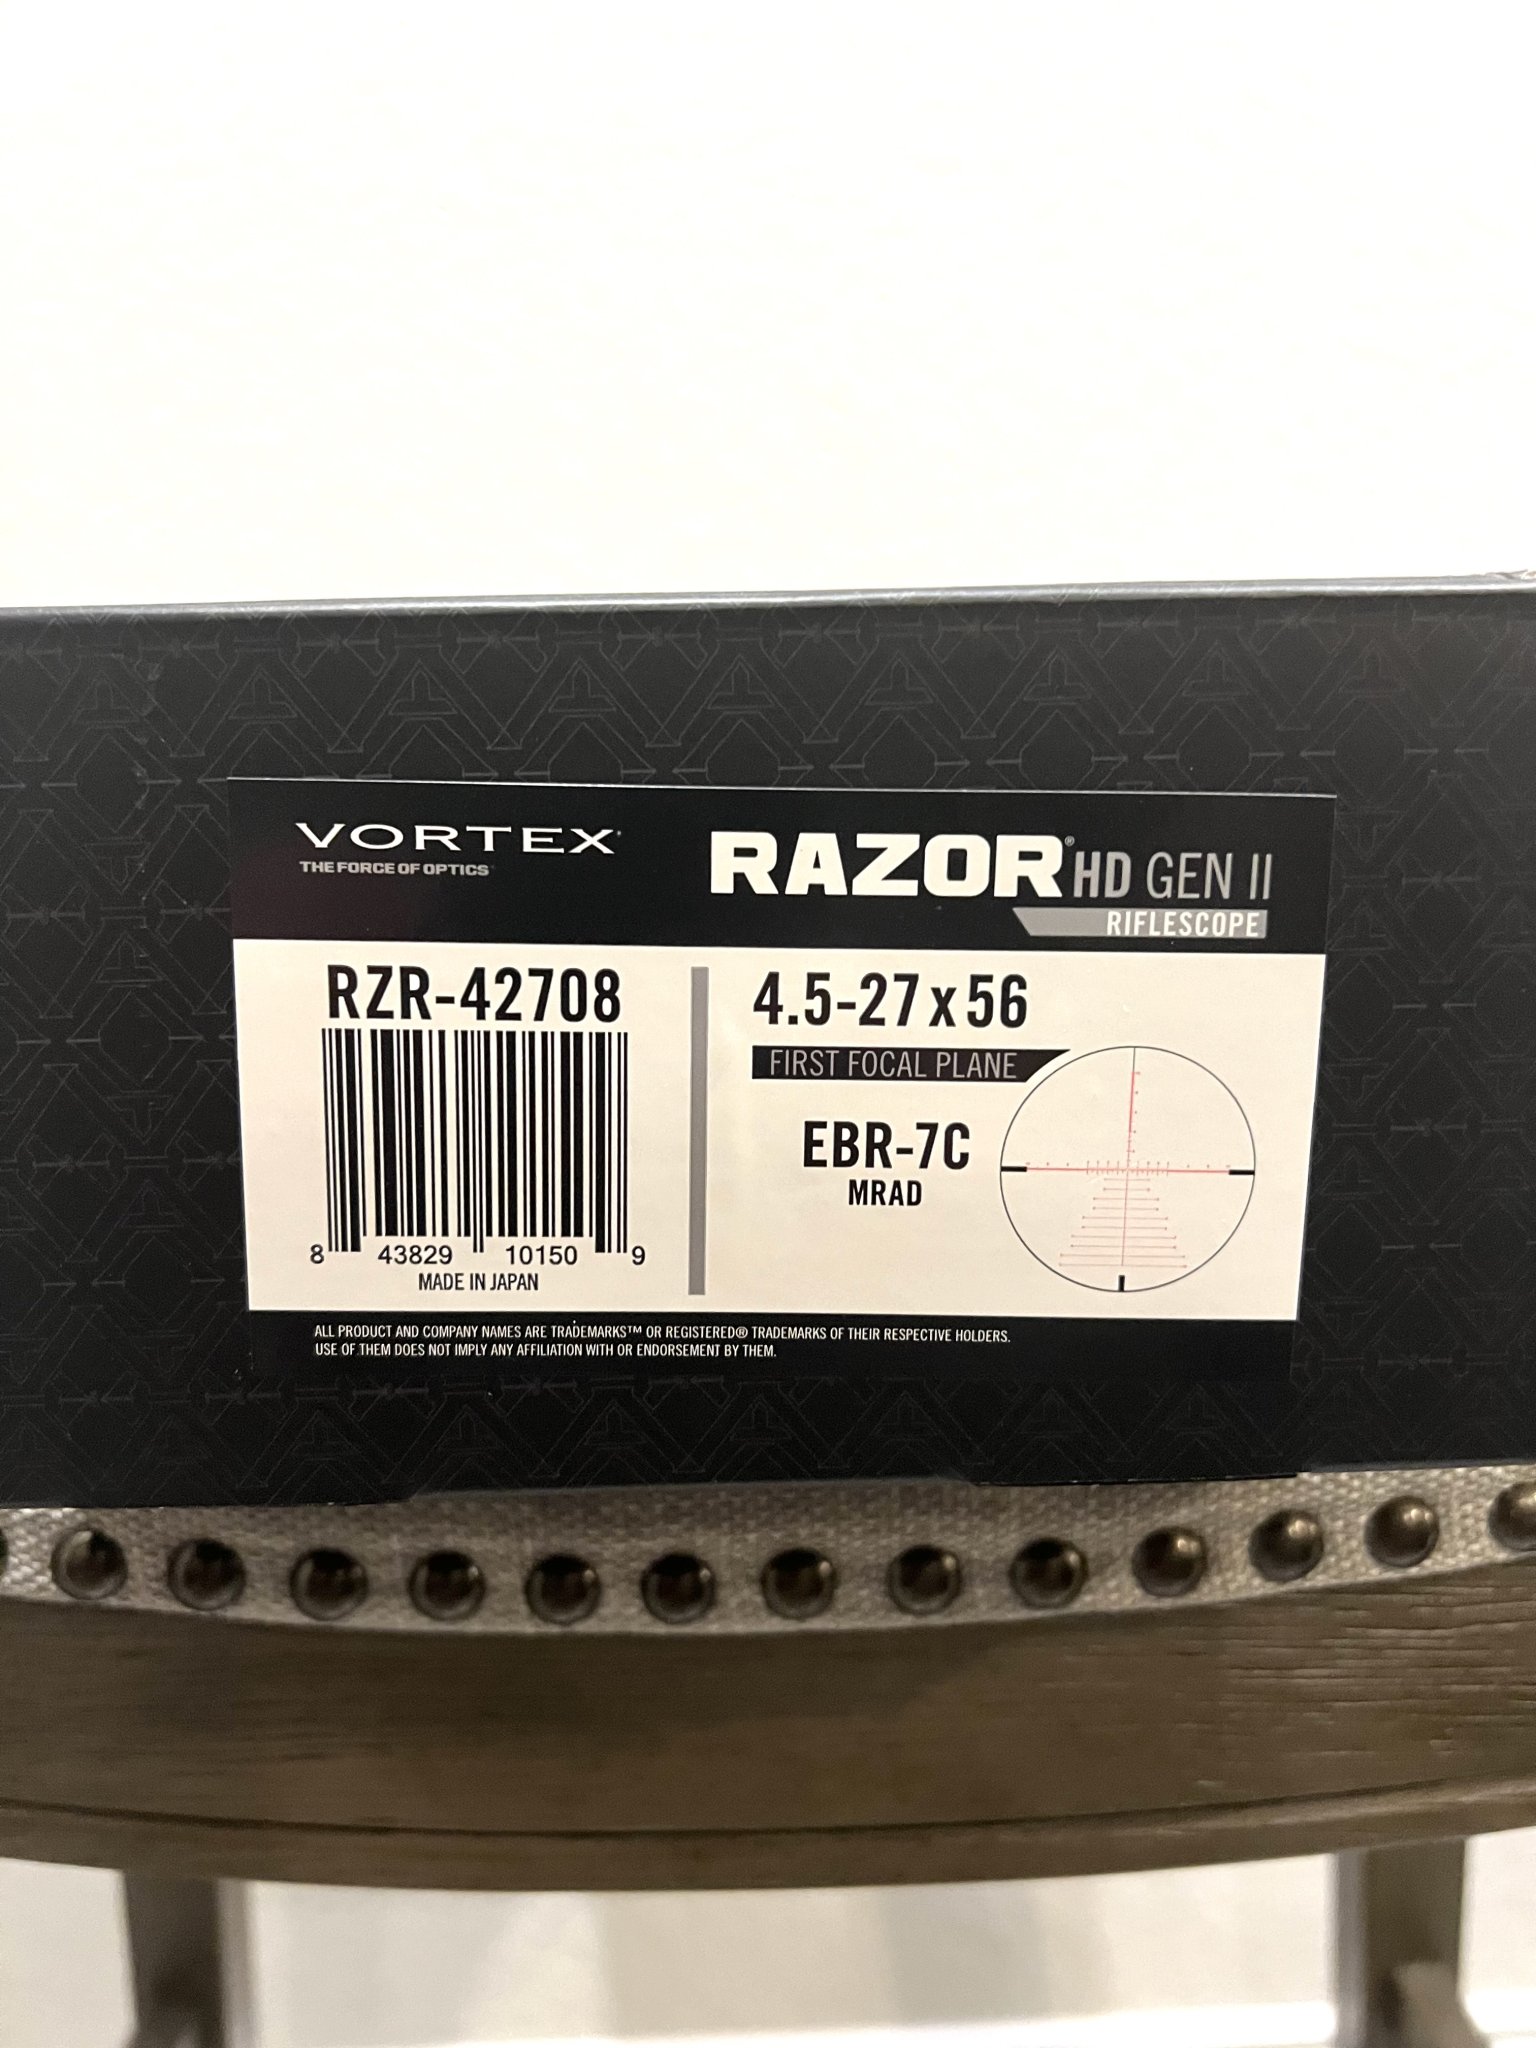 VORTEX
THE FORCE OF OPTICS
RAZOR® HD GEN II
RIFLESCOPE
RZR-42708
8 43829 10150 9
MADE IN JAPAN
4.5-27x56
FIRST FOCAL PLANE
EBR-7C
MRAD
ALL PRODUCT AND COMPANY NAMES ARE TRADEMARKS™ OR REGISTERED® TRADEMARKS OF THEIR RESPECTIVE HOLDERS.
USE OF THEM DOES NOT IMPLY ANY AFFILIATION WITH OR ENDORSEMENT BY THEM.